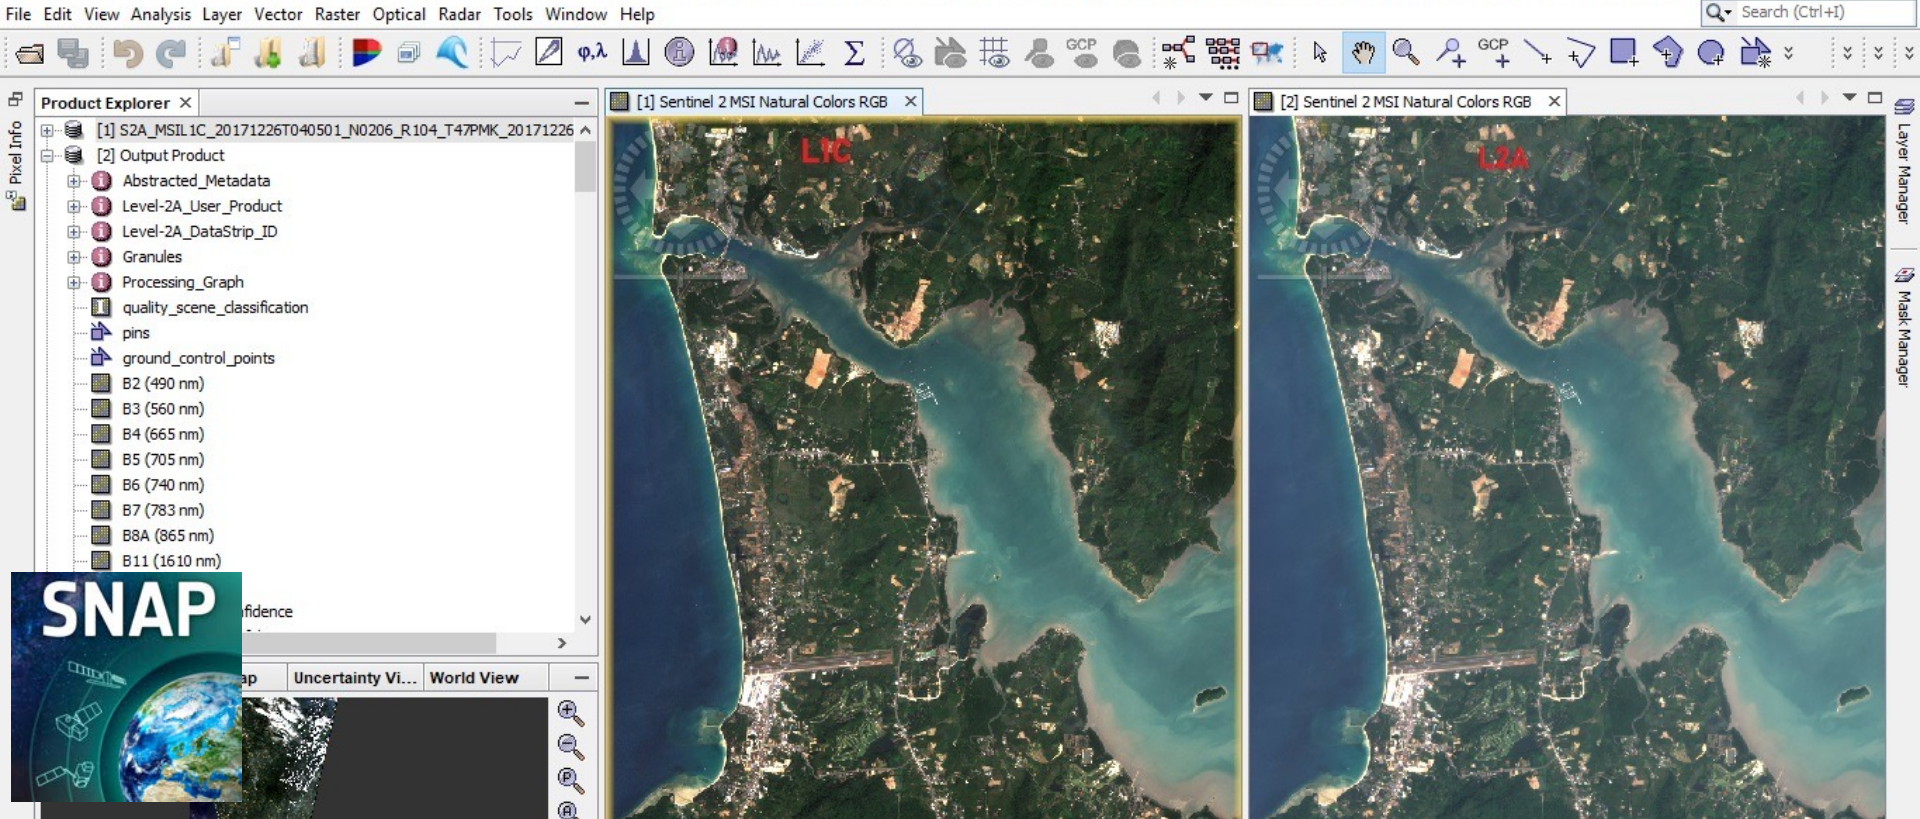 File Edit View Analysis Layer Vector Raster Optical Radar Tools Window Help
Search (Ctrl+I)
φ,λ
Σ
GCP
GCP
Pixel Info
Product Explorer
[1] S2A_MSIL1C_20171226T040501_N0206_R104_T47PMK_20171226
[2] Output Product
Abstracted_Metadata
Level-2A_User_Product
Level-2A_DataStrip_ID
Granules
Processing_Graph
quality_scene_classification
pins
ground_control_points
B2 (490 nm)
B3 (560 nm)
B4 (665 nm)
B5 (705 nm)
B6 (740 nm)
B7 (783 nm)
B8A (865 nm)
B11 (1610 nm)
fidence
SNAP
ap
Uncertainty Vi...
World View
[1] Sentinel 2 MSI Natural Colors RGB
L1C
[2] Sentinel 2 MSI Natural Colors RGB
L2A
Layer Manager
Mask Manager